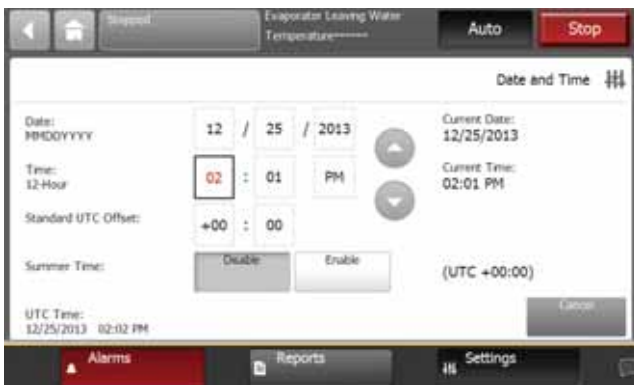 Stopped
Evaporator Leaving Water
Temperature------
Auto
Stop
Date and Time
Date:
MMDDYYYY
12 / 25 / 2013
Current Date:
12/25/2013
Time:
12-Hour
02 : 01 PM
Current Time:
02:01 PM
Standard UTC Offset:
+00 : 00
Summer Time:
Disable
Enable
(UTC +00:00)
UTC Time:
12/25/2013 02:02 PM
Cancel
Alarms
Reports
Settings